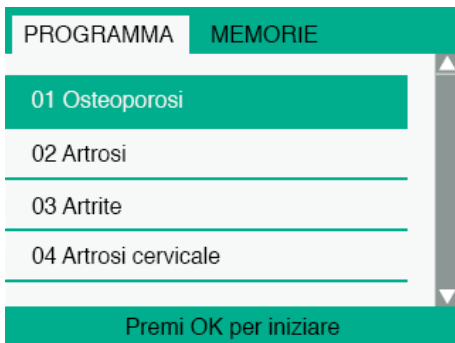 PROGRAMMA MEMORIE
01 Osteoporosi
02 Artrosi
03 Artrite
04 Artrosi cervicale
Premi OK per iniziare